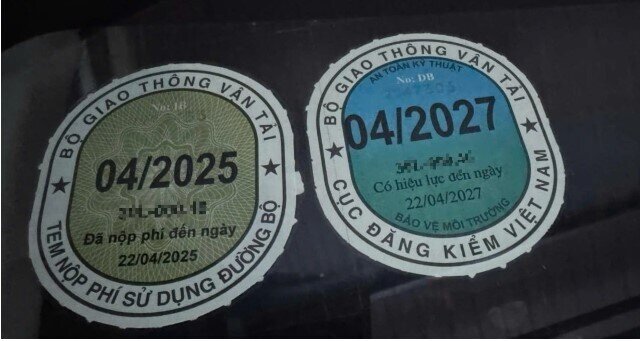 BỘ GIAO THÔNG VẬN TẢI
No: IB
04/2025
Đã nộp phí đến ngày
22/04/2025
TEM NỘP PHÍ SỬ DỤNG ĐƯỜNG BỘ
BỘ GIAO THÔNG VẬN TẢI
AN TOÀN KỸ THUẬT
No: DB
04/2027
Có hiệu lực đến ngày
22/04/2027
BẢO VỆ MÔI TRƯỜNG
CỤC ĐĂNG KIỂM VIỆT NAM